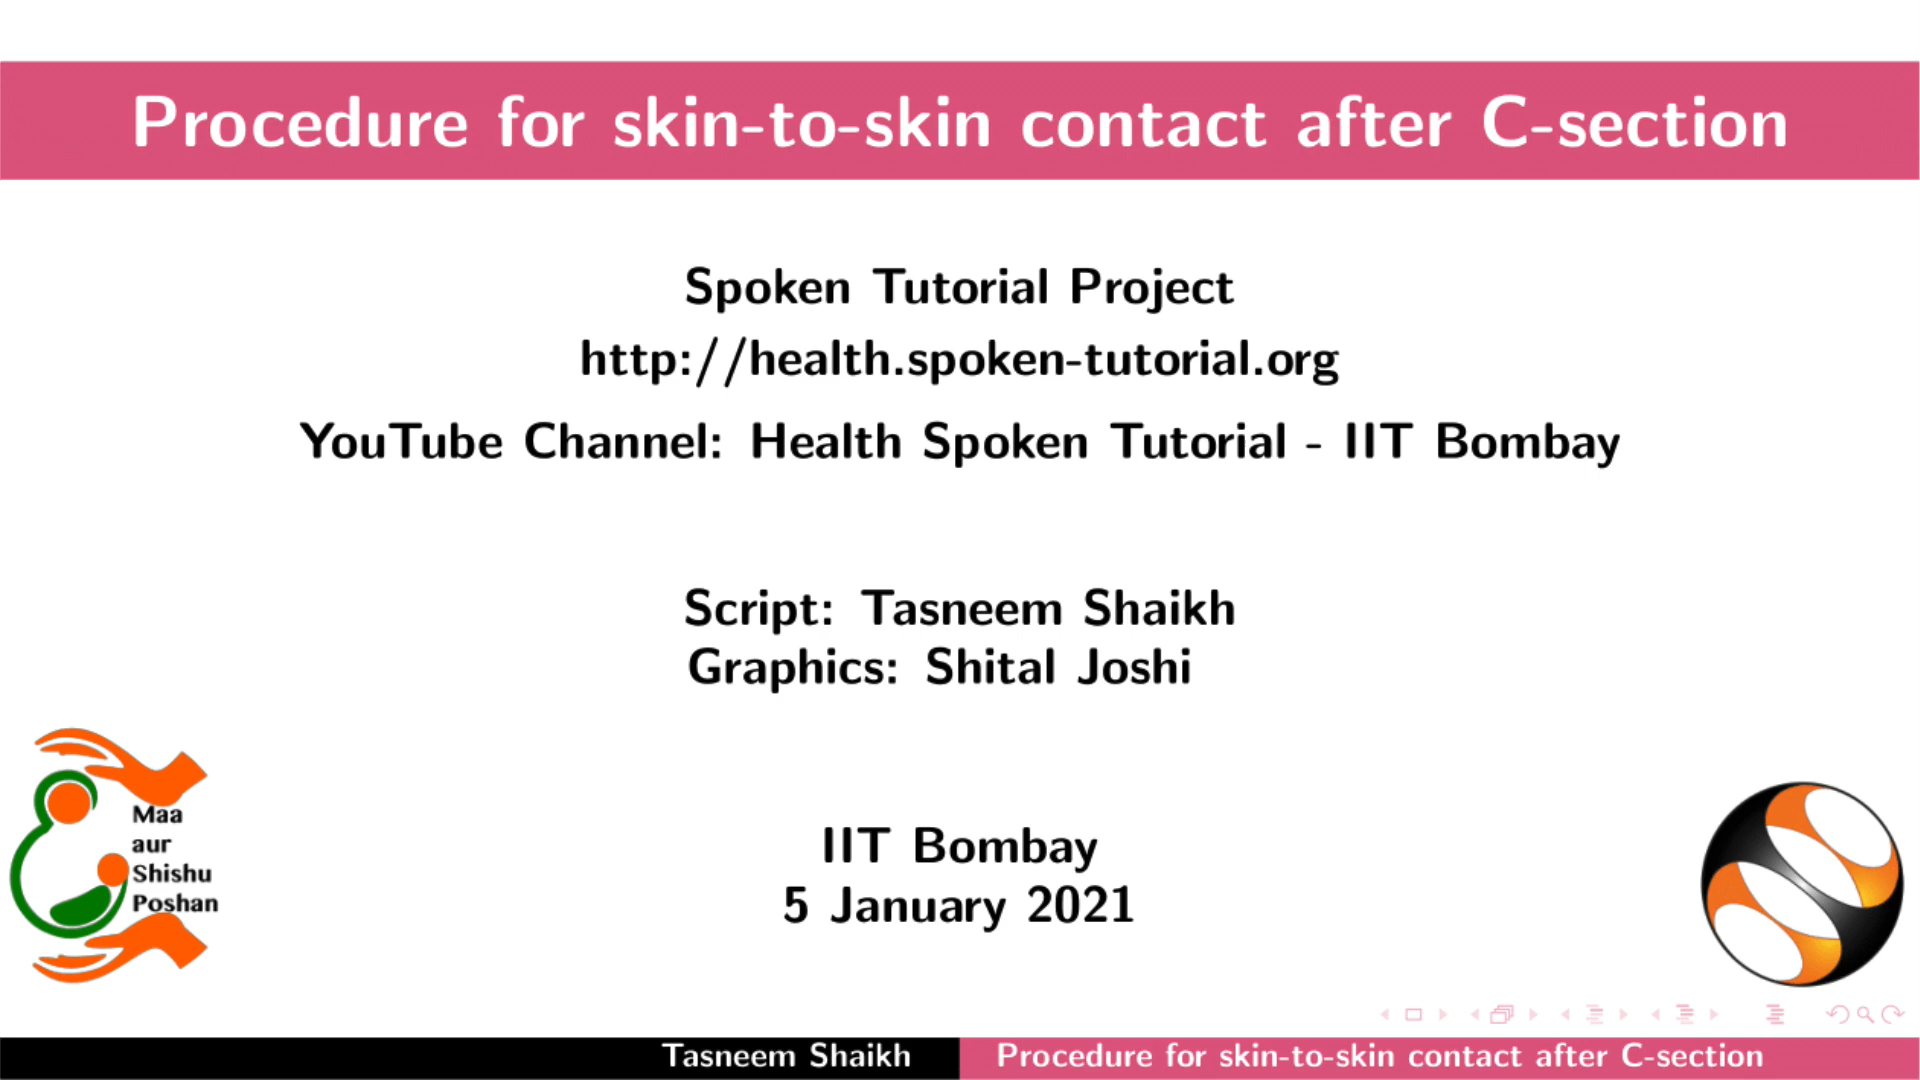 Procedure for skin-to-skin contact after C-section
Spoken Tutorial Project
http://health.spoken-tutorial.org
YouTube Channel: Health Spoken Tutorial - IIT Bombay
Script: Tasneem Shaikh
Graphics: Shital Joshi
Maa
aur
Shishu
Poshan
IIT Bombay
5 January 2021
Tasneem Shaikh
Procedure for skin-to-skin contact after C-section